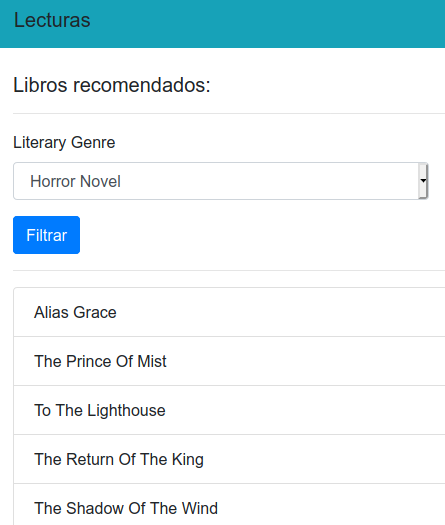 Lecturas
Libros recomendados:
Literary Genre
Horror Novel
Filtrar
Alias Grace
The Prince Of Mist
To The Lighthouse
The Return Of The King
The Shadow Of The Wind